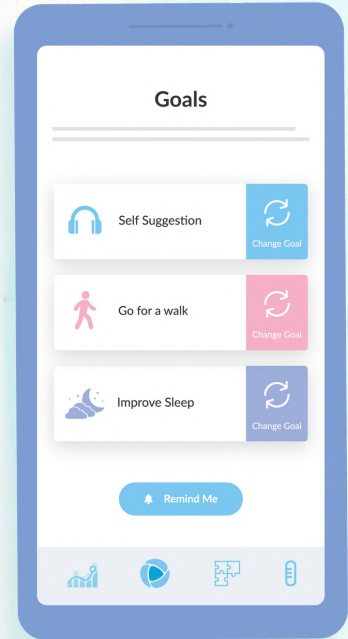 Goals
Self Suggestion
Change Goal
Go for a walk
Change Goal
Improve Sleep
Change Goal
Remind Me